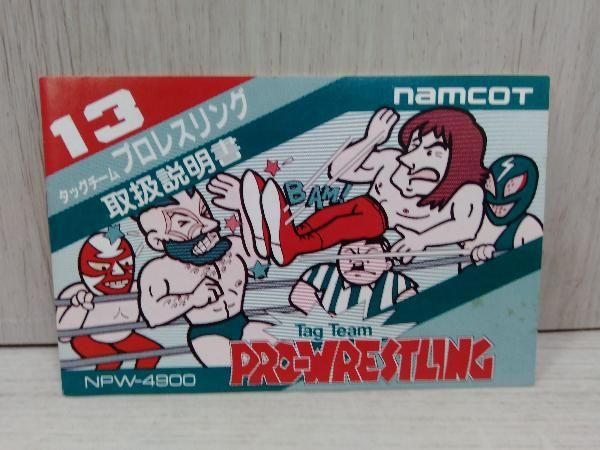 13
namcot
タッグチーム プロレスリング
取扱説明書
BAM!
Tag Team
PRO-WRESTLING
NPW-4900